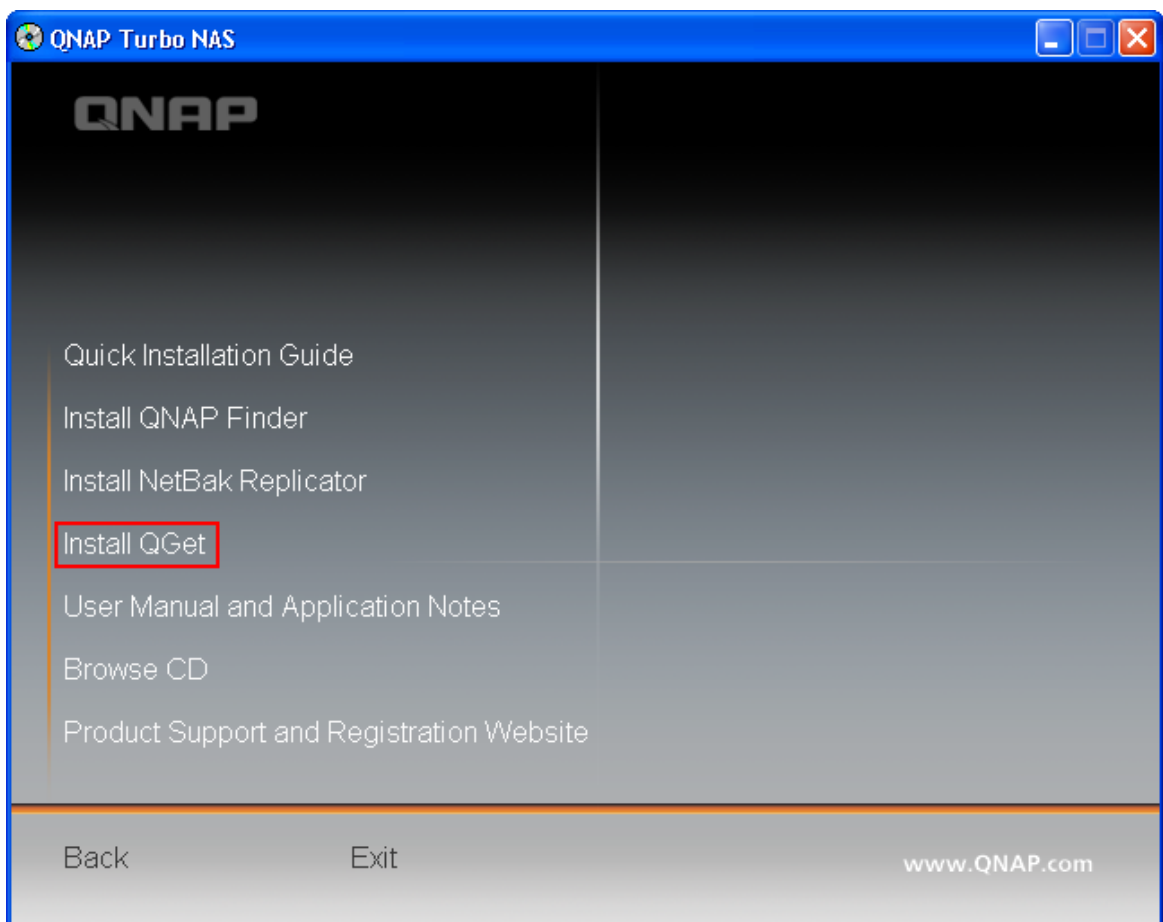 QNAP Turbo NAS
QNAP
Quick Installation Guide
Install QNAP Finder
Install NetBak Replicator
Install QGet
User Manual and Application Notes
Browse CD
Product Support and Registration Website
Back Exit www.QNAP.com